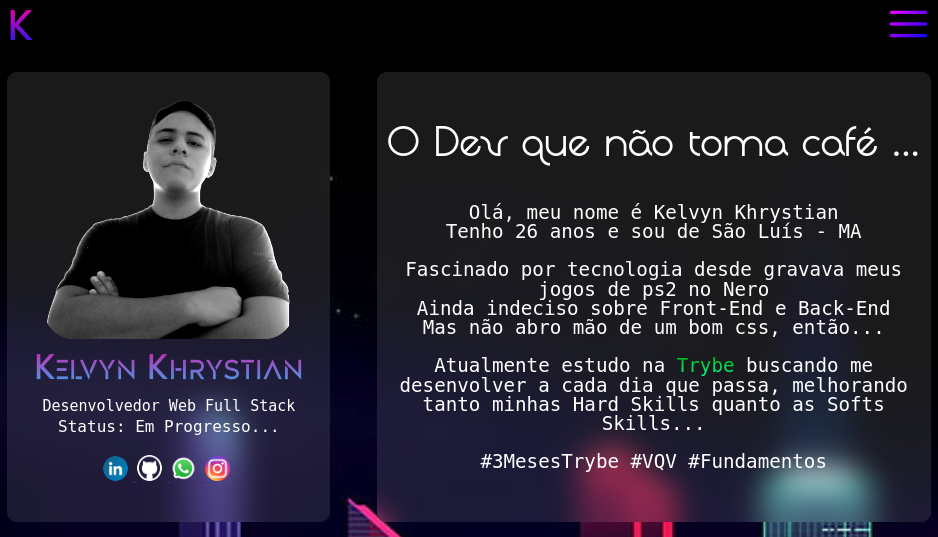 K
Kelvyn Khrystian
Desenvolvedor Web Full Stack
Status: Em Progresso...
in
O Dev que não toma café ...
Olá, meu nome é Kelvyn Khrystian
Tenho 26 anos e sou de São Luís - MA
Fascinado por tecnologia desde gravava meus
jogos de ps2 no Nero
Ainda indeciso sobre Front-End e Back-End
Mas não abro mão de um bom css, então...
Atualmente estudo na Trybe buscando me
desenvolver a cada dia que passa, melhorando
tanto minhas Hard Skills quanto as Softs
Skills...
#3MesesTrybe #VQV #Fundamentos